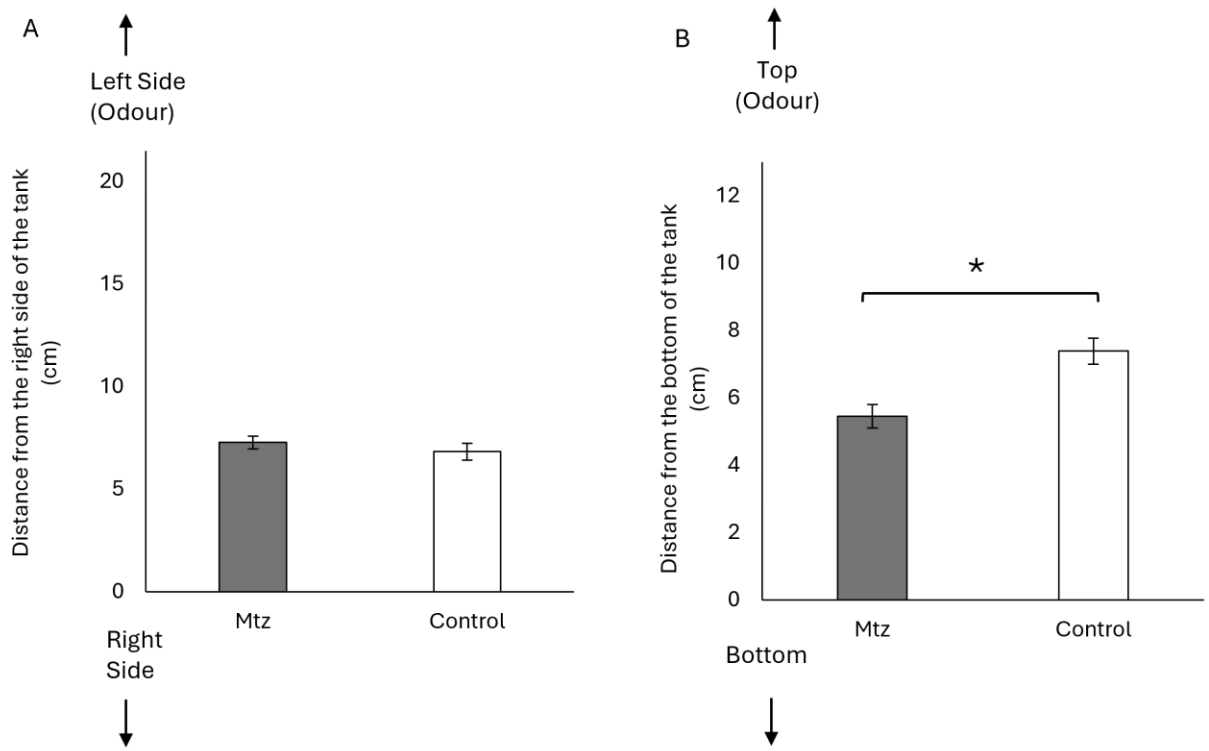 A
Left Side
(Odour)
Distance from the right side of the tank
(cm)
20
15
10
5
0
Mtz
Control
Right
Side
B
Top
(Odour)
Distance from the bottom of the tank
(cm)
12
10
8
6
4
2
0
*
Mtz
Control
Bottom